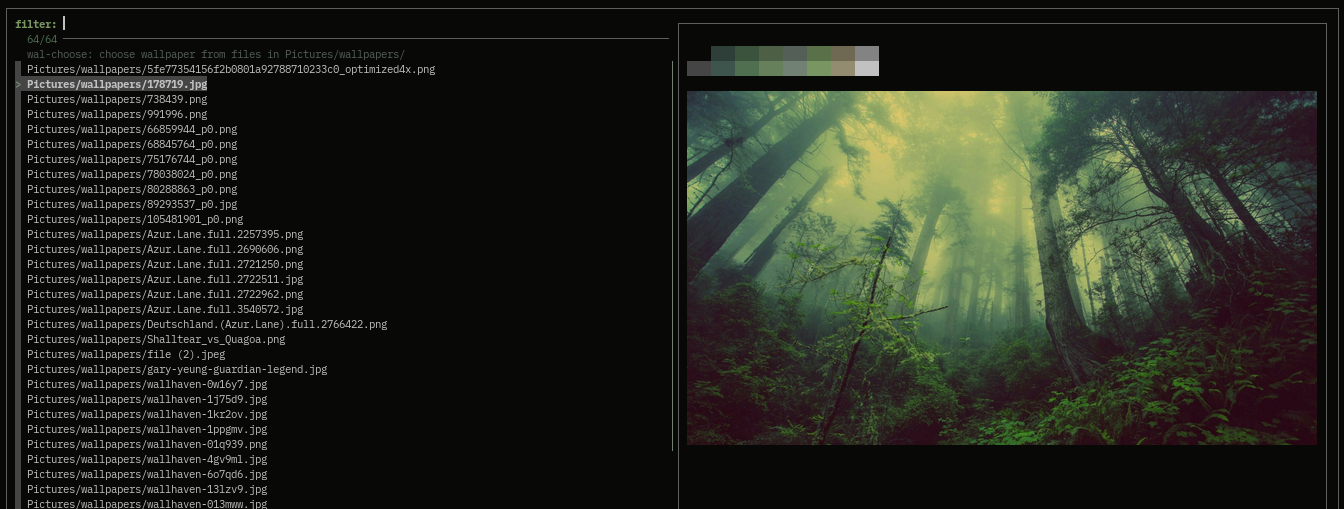 filter:
64/64
wal-choose: choose wallpaper from files in Pictures/wallpapers/
Pictures/wallpapers/5fe77354156f2b0801a92788710233c0_optimized4x.png
> Pictures/wallpapers/178719.jpg
Pictures/wallpapers/738439.png
Pictures/wallpapers/991996.png
Pictures/wallpapers/66859944_p0.png
Pictures/wallpapers/68845764_p0.png
Pictures/wallpapers/75176744_p0.png
Pictures/wallpapers/78038024_p0.png
Pictures/wallpapers/80288863_p0.png
Pictures/wallpapers/89293537_p0.jpg
Pictures/wallpapers/105481901_p0.png
Pictures/wallpapers/Azur.Lane.full.2257395.png
Pictures/wallpapers/Azur.Lane.full.2690606.png
Pictures/wallpapers/Azur.Lane.full.2721250.png
Pictures/wallpapers/Azur.Lane.full.2722511.jpg
Pictures/wallpapers/Azur.Lane.full.2722962.png
Pictures/wallpapers/Azur.Lane.full.3540572.jpg
Pictures/wallpapers/Deutschland.(Azur.Lane).full.2766422.png
Pictures/wallpapers/Shalltear_vs_Quagoa.png
Pictures/wallpapers/file (2).jpeg
Pictures/wallpapers/gary-yeung-guardian-legend.jpg
Pictures/wallpapers/wallhaven-0w16y7.jpg
Pictures/wallpapers/wallhaven-1j75d9.jpg
Pictures/wallpapers/wallhaven-1kr2ov.jpg
Pictures/wallpapers/wallhaven-1ppgmv.jpg
Pictures/wallpapers/wallhaven-01q939.png
Pictures/wallpapers/wallhaven-4gv9ml.jpg
Pictures/wallpapers/wallhaven-6o7qd6.jpg
Pictures/wallpapers/wallhaven-13lzv9.jpg
Pictures/wallpapers/wallhaven-013mww.jpg